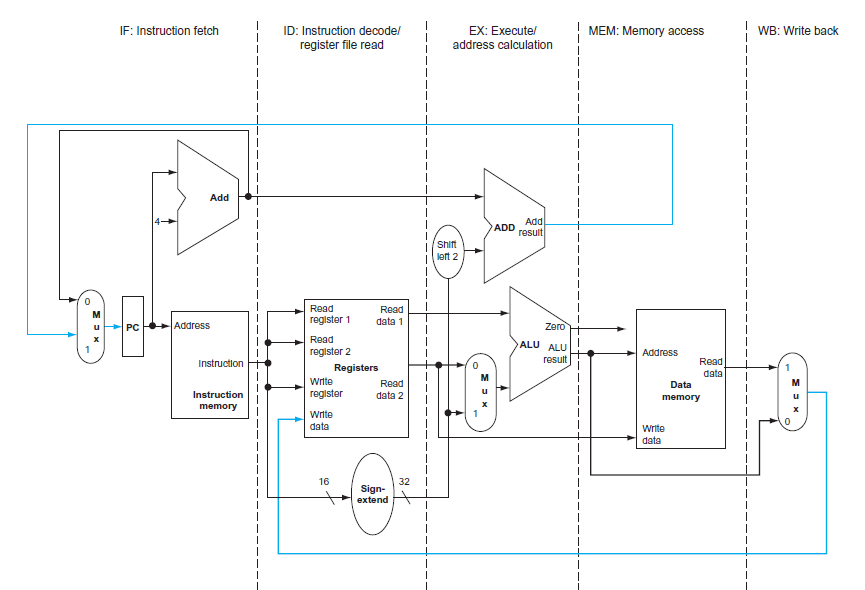 IF: Instruction fetch
ID: Instruction decode/
register file read
EX: Execute/
address calculation
MEM: Memory access
WB: Write back
Add
4
ADD
Add
result
Shift
left 2
0
M
u
x
1
PC
Address
Instruction
Instruction
memory
Read
register 1
Read
register 2
Write
register
Write
data
Registers
Read
data 1
Read
data 2
0
M
u
x
1
Zero
ALU
ALU
result
Address
Read
data
Data
memory
Write
data
1
M
u
x
0
16
Sign-
extend
32